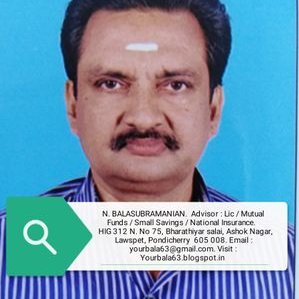 N. BALASUBRAMANIAN. Advisor : Lic / Mutual
Funds / Small Savings / National Insurance.
HIG 312 N. No 75, Bharathiyar salai, Ashok Nagar,
Lawspet, Pondicherry 605 008. Email :
yourbala63@gmail.com. Visit :
Yourbala63.blogspot.in